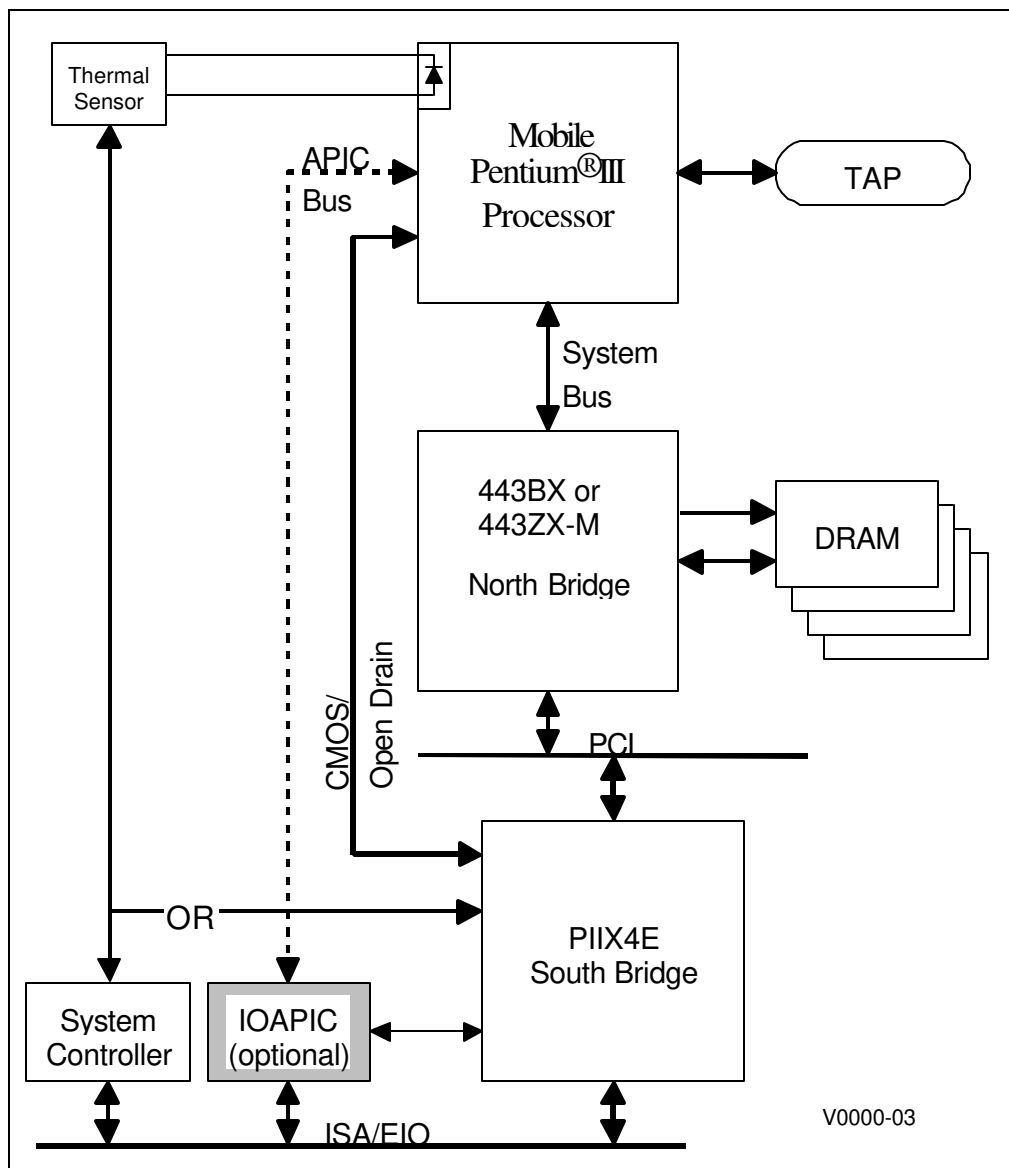 Thermal
Sensor
Mobile
Pentium®III
Processor
APIC
Bus
TAP
System
Bus
443BX or
443ZX-M
North Bridge
DRAM
CMOS/
Open Drain
PCI
OR
PIIX4E
South Bridge
System
Controller
IOAPIC
(optional)
ISA/EIO
V0000-03